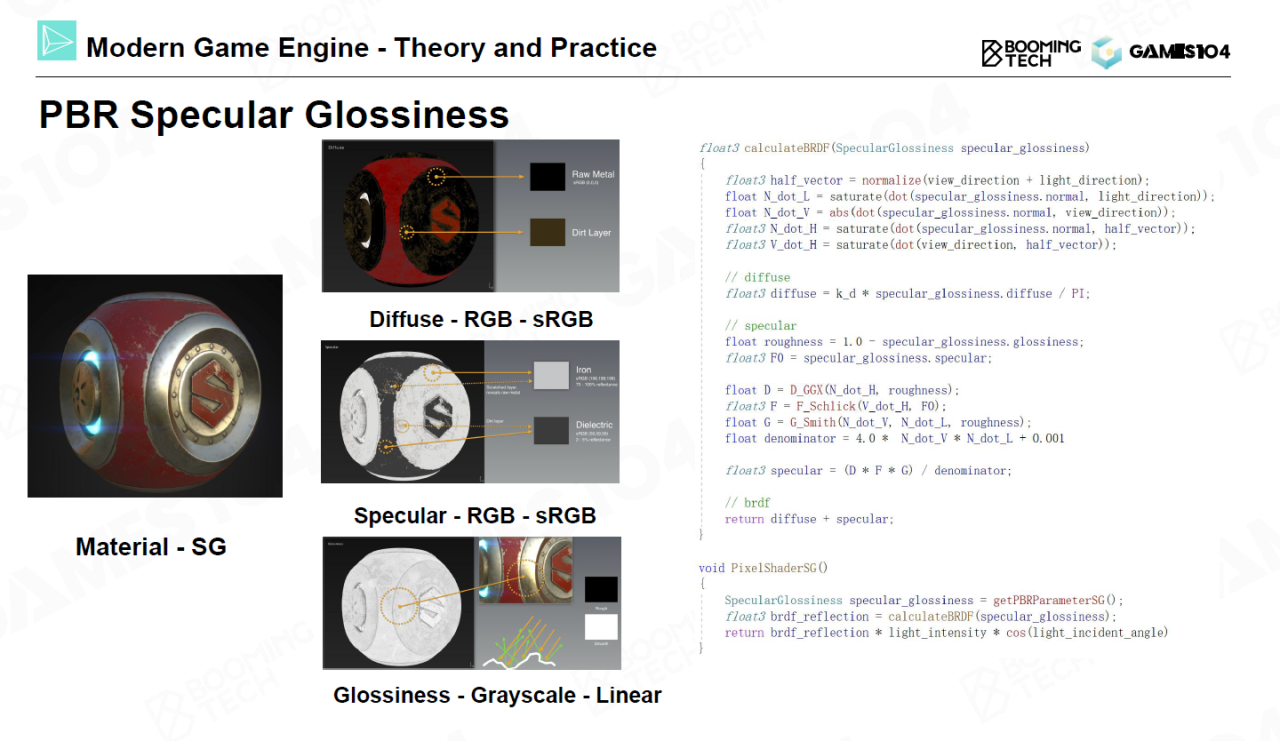 Modern Game Engine - Theory and Practice
BOOMING TECH
GAMES104
PBR Specular Glossiness
Diffuse
Raw Metal
sRGB (0,0,0)
Dirt Layer
Diffuse - RGB - sRGB
Specular
Iron
Dielectric
Dirt layer
Specular - RGB - sRGB
Glossiness - Grayscale - Linear
Material - SG
float3 calculateBRDF(SpecularGlossiness specular_glossiness)
{
float3 half_vector = normalize(view_direction + light_direction);
float N_dot_L = saturate(dot(specular_glossiness.normal, light_direction));
float N_dot_V = abs(dot(specular_glossiness.normal, view_direction));
float3 N_dot_H = saturate(dot(specular_glossiness.normal, half_vector));
float3 V_dot_H = saturate(dot(view_direction, half_vector));
// diffuse
float3 diffuse = k_d * specular_glossiness.diffuse / PI;
// specular
float roughness = 1.0 - specular_glossiness.glossiness;
float3 F0 = specular_glossiness.specular;
float D = D_GGX(N_dot_H, roughness);
float3 F = F_Schlick(V_dot_H, F0);
float G = G_Smith(N_dot_V, N_dot_L, roughness);
float denominator = 4.0 * N_dot_V * N_dot_L + 0.001
float3 specular = (D * F * G) / denominator;
// brdf
return diffuse + specular;
}
void PixelShaderSG()
{
SpecularGlossiness specular_glossiness = getPBRParameterSG();
float3 brdf_reflection = calculateBRDF(specular_glossiness);
return brdf_reflection * light_intensity * cos(light_incident_angle)
}